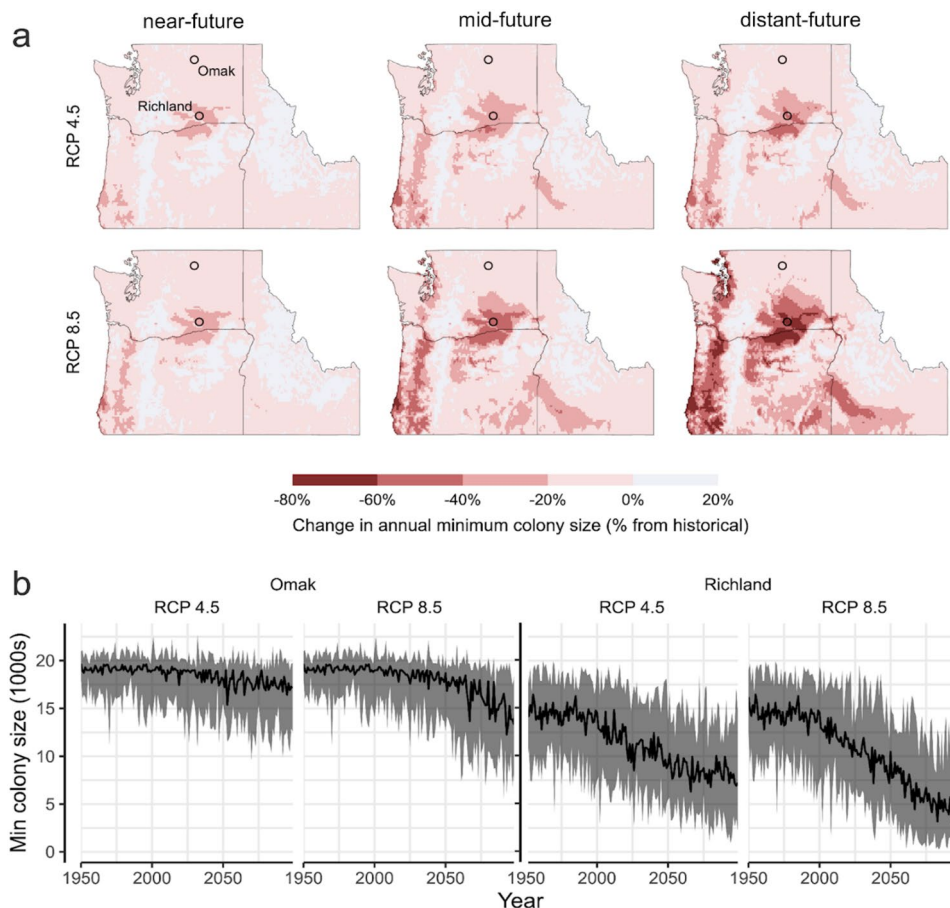 a
near-future mid-future distant-future
RCP 4.5
Omak
Richland
RCP 8.5
-80% -60% -40% -20% 0% 20%
Change in annual minimum colony size (% from historical)
b
Omak Richland
RCP 4.5 RCP 8.5 RCP 4.5 RCP 8.5
Min colony size (1000s)
20
15
10
5
0
1950 2000 2050 1950 2000 2050 1950 2000 2050 1950 2000 2050
Year